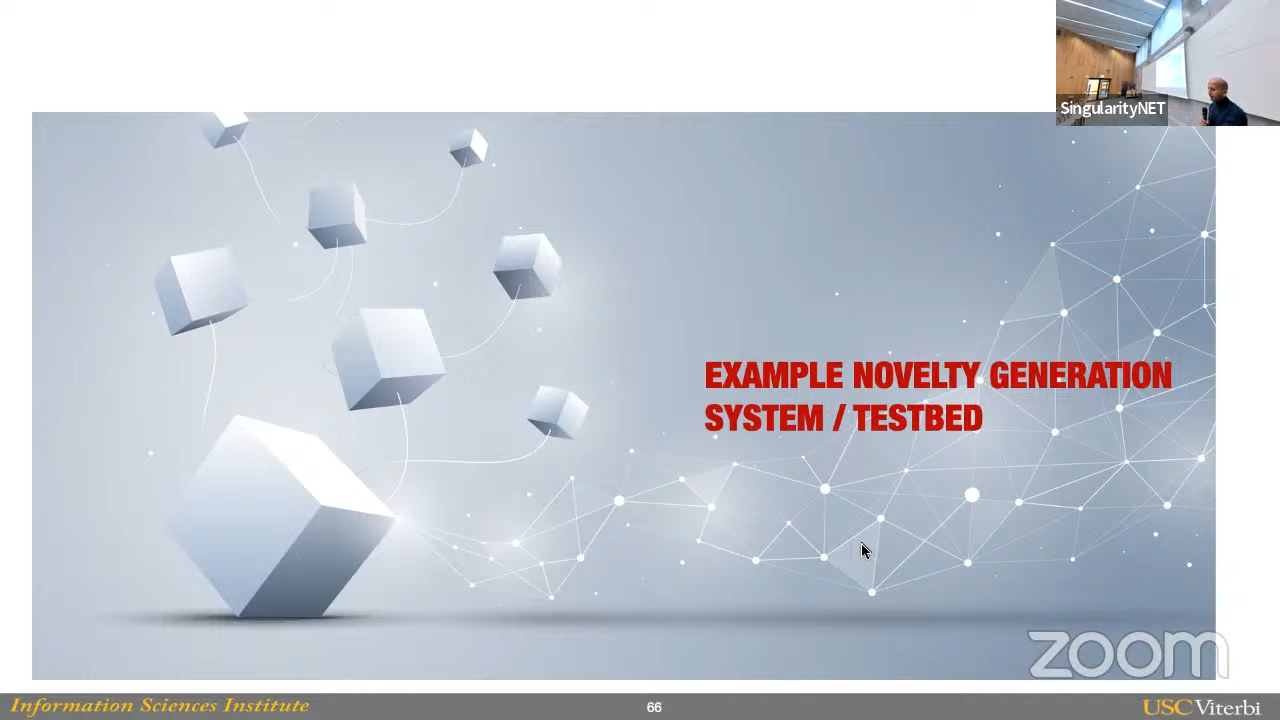 SingularityNET
EXAMPLE NOVELTY GENERATION
SYSTEM / TESTBED
zoom
Information Sciences Institute
66
USC Viterbi